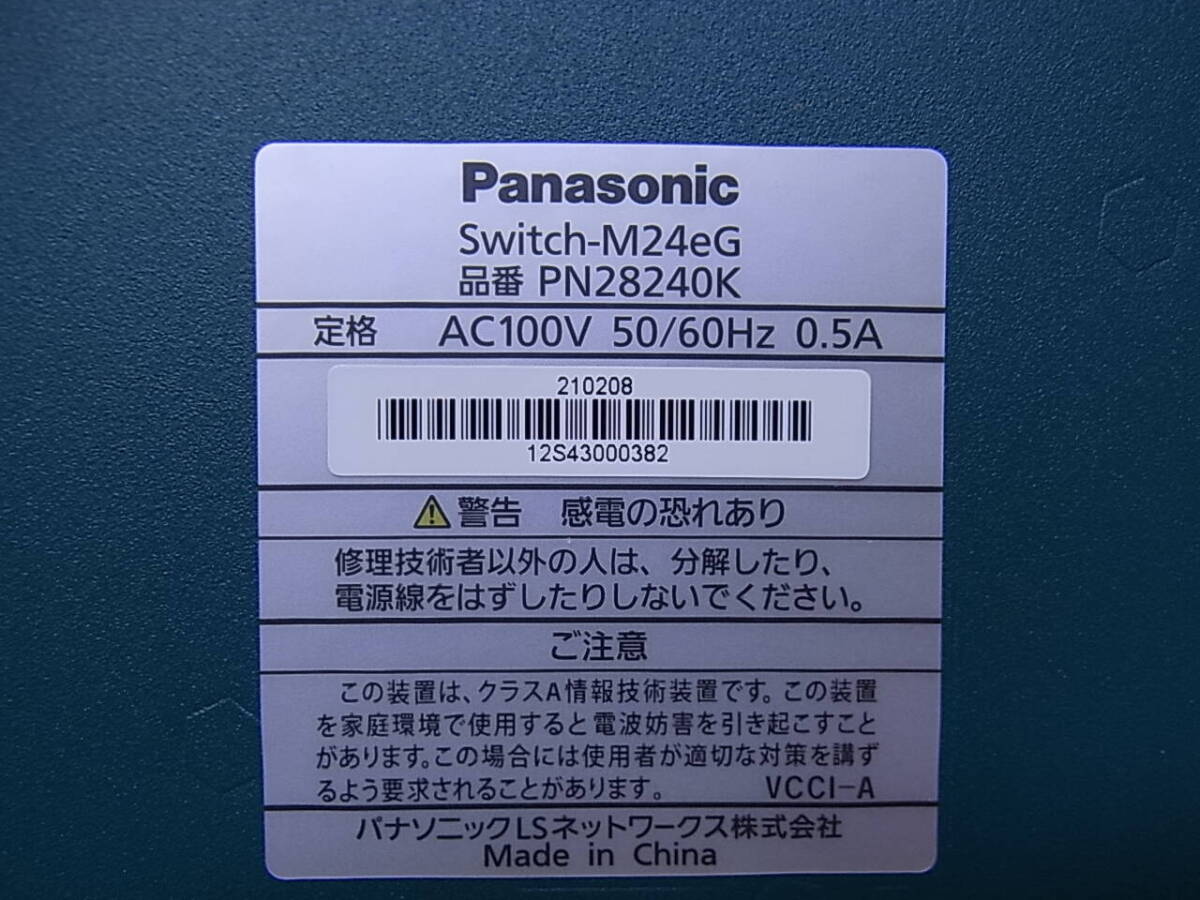 Panasonic
Switch-M24eG
品番 PN28240K
定格 AC100V 50/60Hz 0.5A
210208
12S43000382
警告 感電の恐れあり
修理技術者以外の人は、分解したり、
電源線をはずしたりしないでください。
ご注意
この装置は、クラスA情報技術装置です。この装置
を家庭環境で使用すると電波妨害を引き起こすこと
があります。この場合には使用者が適切な対策を講ず
るよう要求されることがあります。 VCCI-A
パナソニックLSネットワークス株式会社
Made in China